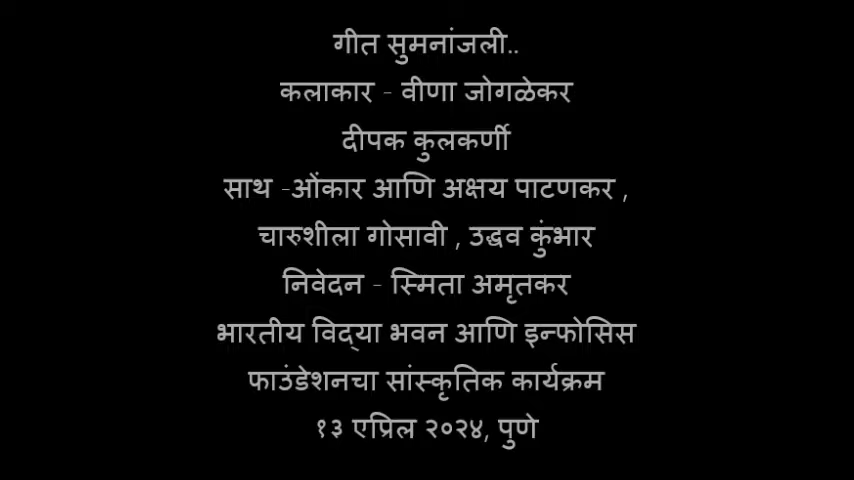 गीत सुमनांजली..
कलाकार - वीणा जोगळेकर
दीपक कुलकर्णी
साथ -ओंकार आणि अक्षय पाटणकर ,
चारुशीला गोसावी , उद्धव कुंभार
निवेदन - स्मिता अमृतकर
भारतीय विद्‌या भवन आणि इन्फोसिस
फाउंडेशनचा सांस्कृतिक कार्यक्रम
१३ एप्रिल २०२४, पुणे